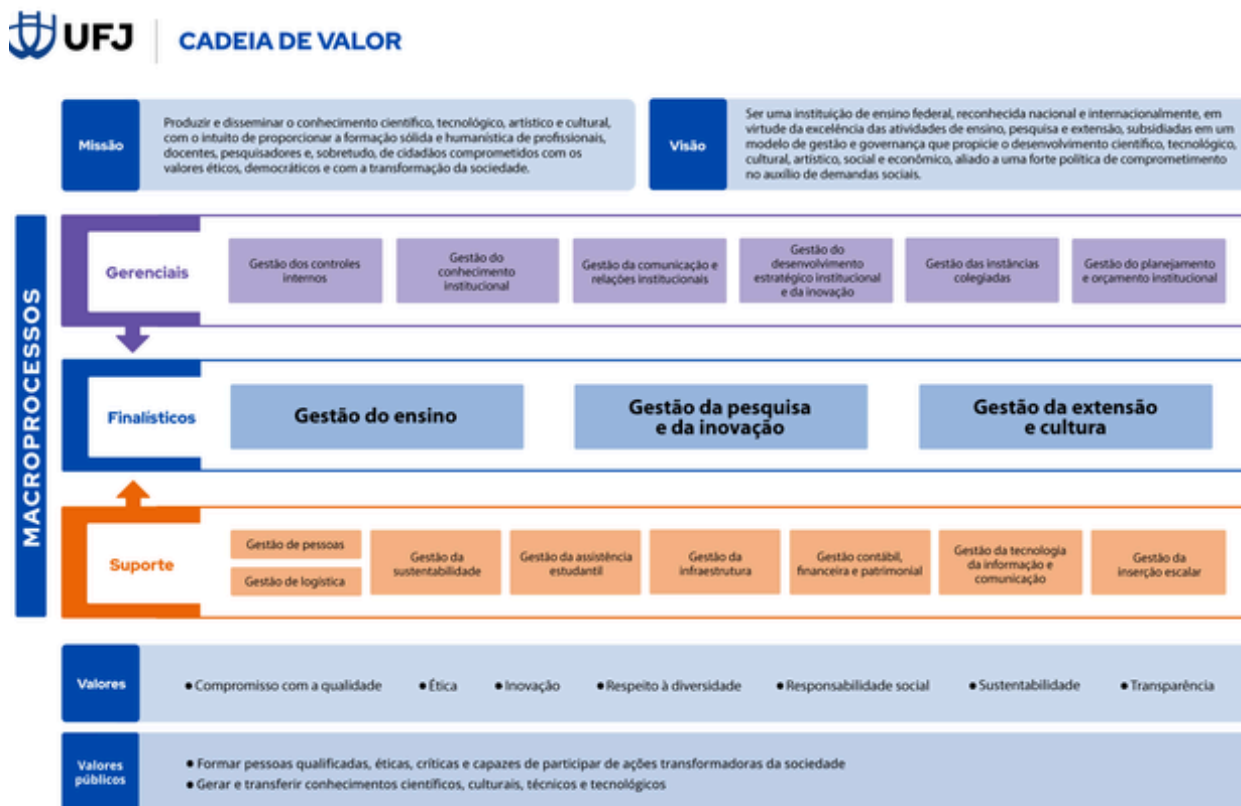 UFJ
CADEIA DE VALOR
Missão
Produzir e disseminar o conhecimento científico, tecnológico, artístico e cultural,
com o intuito de proporcionar a formação sólida e humanística de profissionais,
docentes, pesquisadores e, sobretudo, de cidadãos comprometidos com os
valores éticos, democráticos e com a transformação da sociedade.
Visão
Ser uma instituição de ensino federal, reconhecida nacional e internacionalmente, em
virtude da excelência das atividades de ensino, pesquisa e extensão, subsidiadas em um
modelo de gestão e governança que propicie o desenvolvimento científico, tecnológico,
cultural, artístico, social e econômico, aliado a uma forte política de comprometimento
no auxílio de demandas sociais.
MACROPROCESSOS
Gerenciais
Gestão dos controles
internos
Gestão do
conhecimento
institucional
Gestão da comunicação e
relações institucionais
Gestão do
desenvolvimento
estratégico institucional
e da inovação
Gestão das instâncias
colegiadas
Gestão do planejamento
e orçamento institucional
Finalísticos
Gestão do ensino
Gestão da pesquisa
e da inovação
Gestão da extensão
e cultura
Suporte
Gestão de pessoas
Gestão de logística
Gestão da
sustentabilidade
Gestão da assistência
estudantil
Gestão da
infraestrutura
Gestão contábil,
financeira e patrimonial
Gestão da tecnologia
da informação e
comunicação
Gestão da
inserção escalar
Valores
● Compromisso com a qualidade ● Ética ● Inovação ● Respeito à diversidade ● Responsabilidade social ● Sustentabilidade ● Transparência
Valores
públicos
● Formar pessoas qualificadas, éticas, críticas e capazes de participar de ações transformadoras da sociedade
● Gerar e transferir conhecimentos científicos, culturais, técnicos e tecnológicos